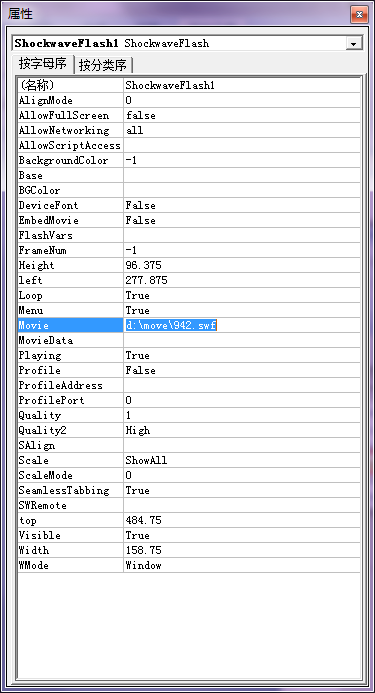 属性
ShockwaveFlash1 ShockwaveFlash
按字母序 按分类序
(名称) ShockwaveFlash1
AlignMode 0
AllowFullScreen false
AllowNetworking all
AllowScriptAccess
BackgroundColor -1
Base
BGColor
DeviceFont False
EmbedMovie False
FlashVars
FrameNum -1
Height 96.375
left 277.875
Loop True
Menu True
Movie d:\move\942.swf
MovieData
Playing True
Profile False
ProfileAddress
ProfilePort 0
Quality 1
Quality2 High
SAlign
Scale ShowAll
ScaleMode 0
SeamlessTabbing True
SWRemote
top 484.75
Visible True
Width 158.75
WMode Window